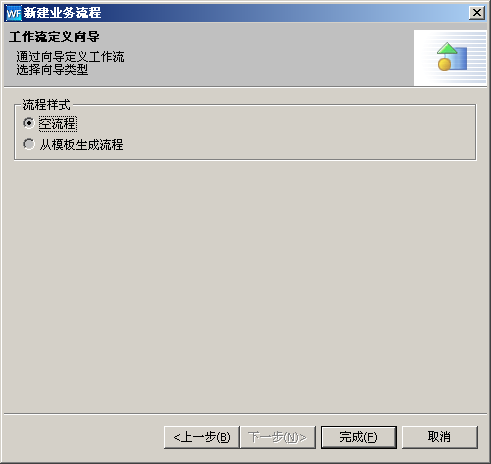 WF 新建业务流程
工作流定义向导
通过向导定义工作流
选择向导类型
流程样式
空流程
从模板生成流程
<上一步(B) 下一步(N)> 完成(F) 取消